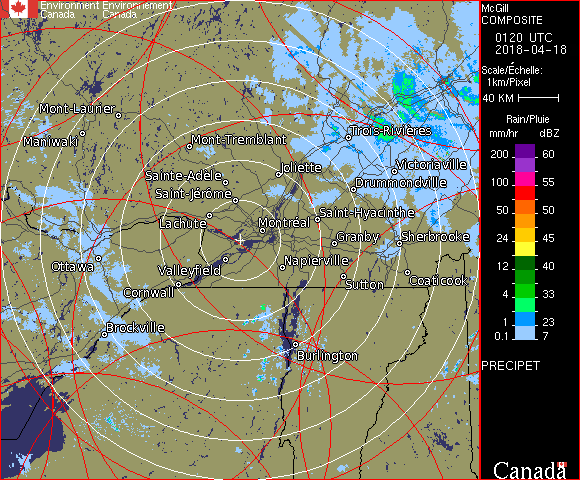 Environment Environnement
Canada Canada
McGill
COMPOSITE
0120 UTC
2018-04-18
Scale/Échelle:
1km/Pixel
40 KM
Rain/Pluie
mm/hr dBZ
200 60
100 55
50 50
24 45
12 40
4 33
1 23
0.1 7
PRECIPET
Mont-Laurier
Maniwaki
Mont-Tremblant
Trois-Rivières
Joliette
Victoriaville
Sainte-Adèle
Drummondville
Saint-Jérôme
Saint-Hyacinthe
Lachute
Montréal
Granby
Sherbrooke
Ottawa
Valleyfield
Napierville
Cornwall
Sutton
Coaticook
Brockville
Burlington
Canada